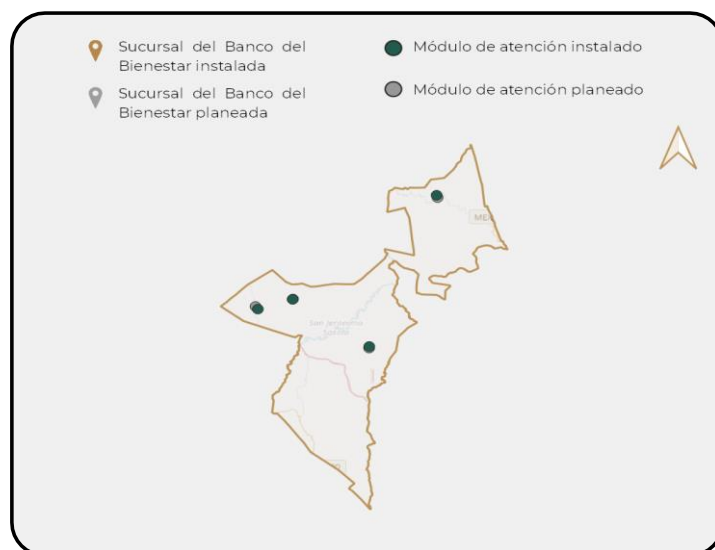 Sucursal del Banco del
Bienestar instalada
Sucursal del Banco del
Bienestar planeada
Módulo de atención instalado
Módulo de atención planeado